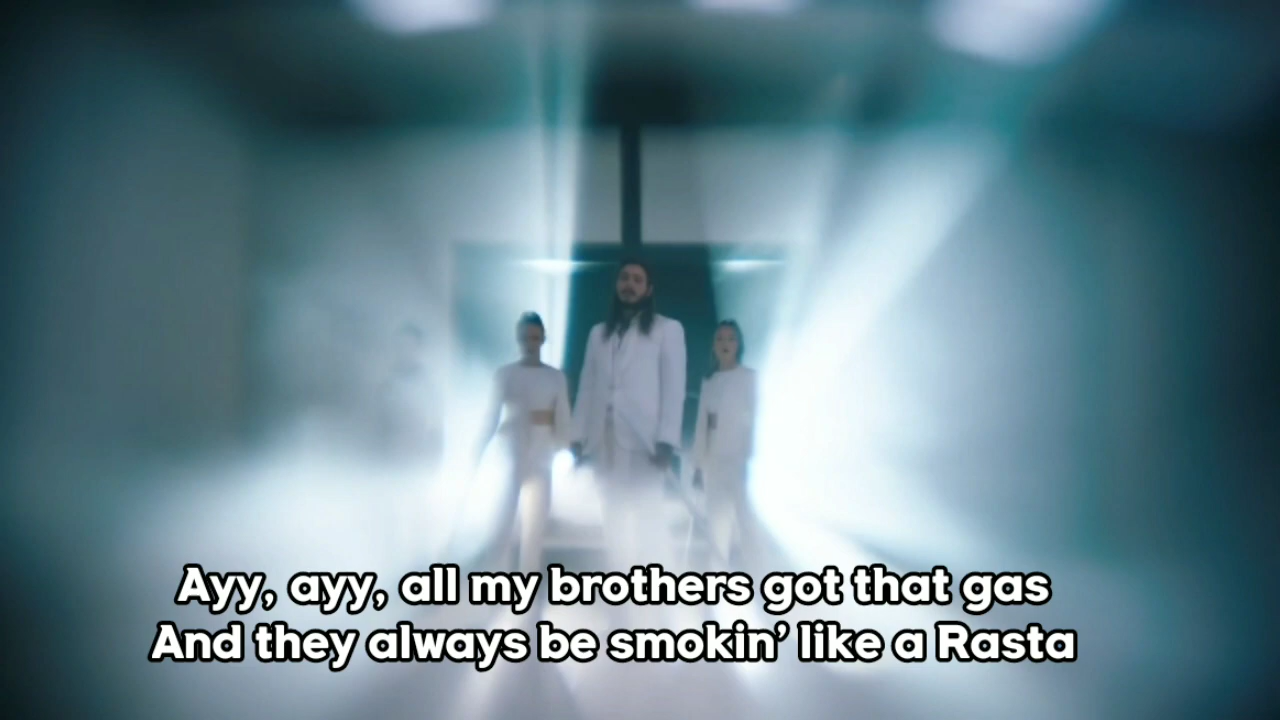 Ayy, ayy, all my brothers got that gas
And they always be smokin’ like a Rasta